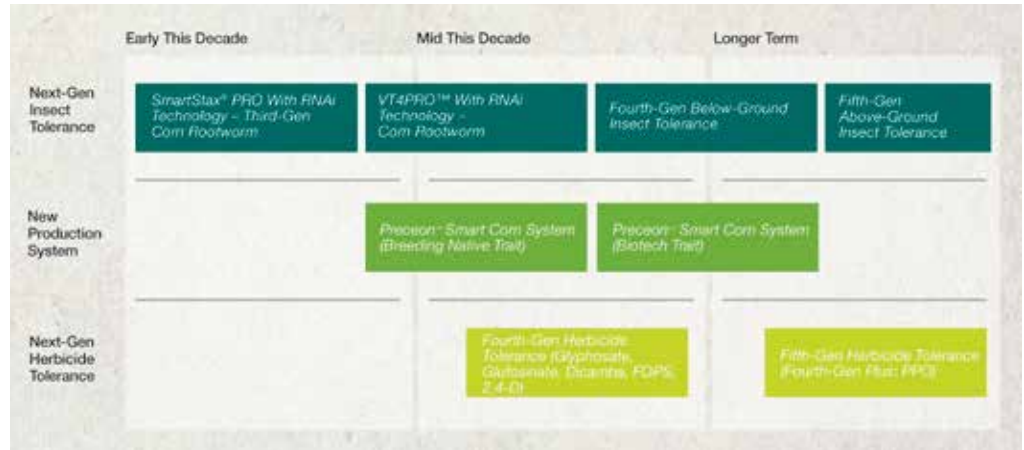 Early This Decade
Mid This Decade
Longer Term
Next-Gen
Insect
Tolerance
SmartStax® PRO With RNAi
Technology – Third-Gen
Corn Rootworm
VT4PRO™ With RNAi
Technology –
Corn Rootworm
Fourth-Gen Below-Ground
Insect Tolerance
Fifth-Gen
Above-Ground
Insect Tolerance
New
Production
System
Preceon™ Smart Corn System
(Breeding Native Trait)
Preceon™ Smart Corn System
(Biotech Trait)
Next-Gen
Herbicide
Tolerance
Fourth-Gen Herbicide
Tolerance (Glyphosate,
Glufosinate, Dicamba, FOPS,
2,4-D)
Fifth-Gen Herbicide Tolerance
(Fourth-Gen Plus: PPO)